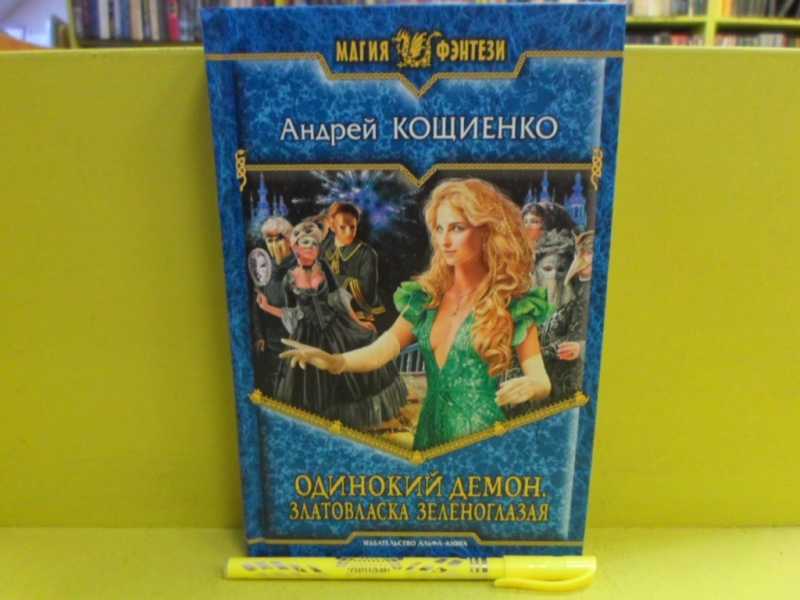 МАГИЯ ФЭНТЕЗИ
Андрей КОЩИЕНКО
ОДИНОКИЙ ДЕМОН.
ЗЛАТОВЛАСКА ЗЕЛЕНОГЛАЗАЯ
ИЗДАТЕЛЬСТВО АЛЬФА-КНИГА